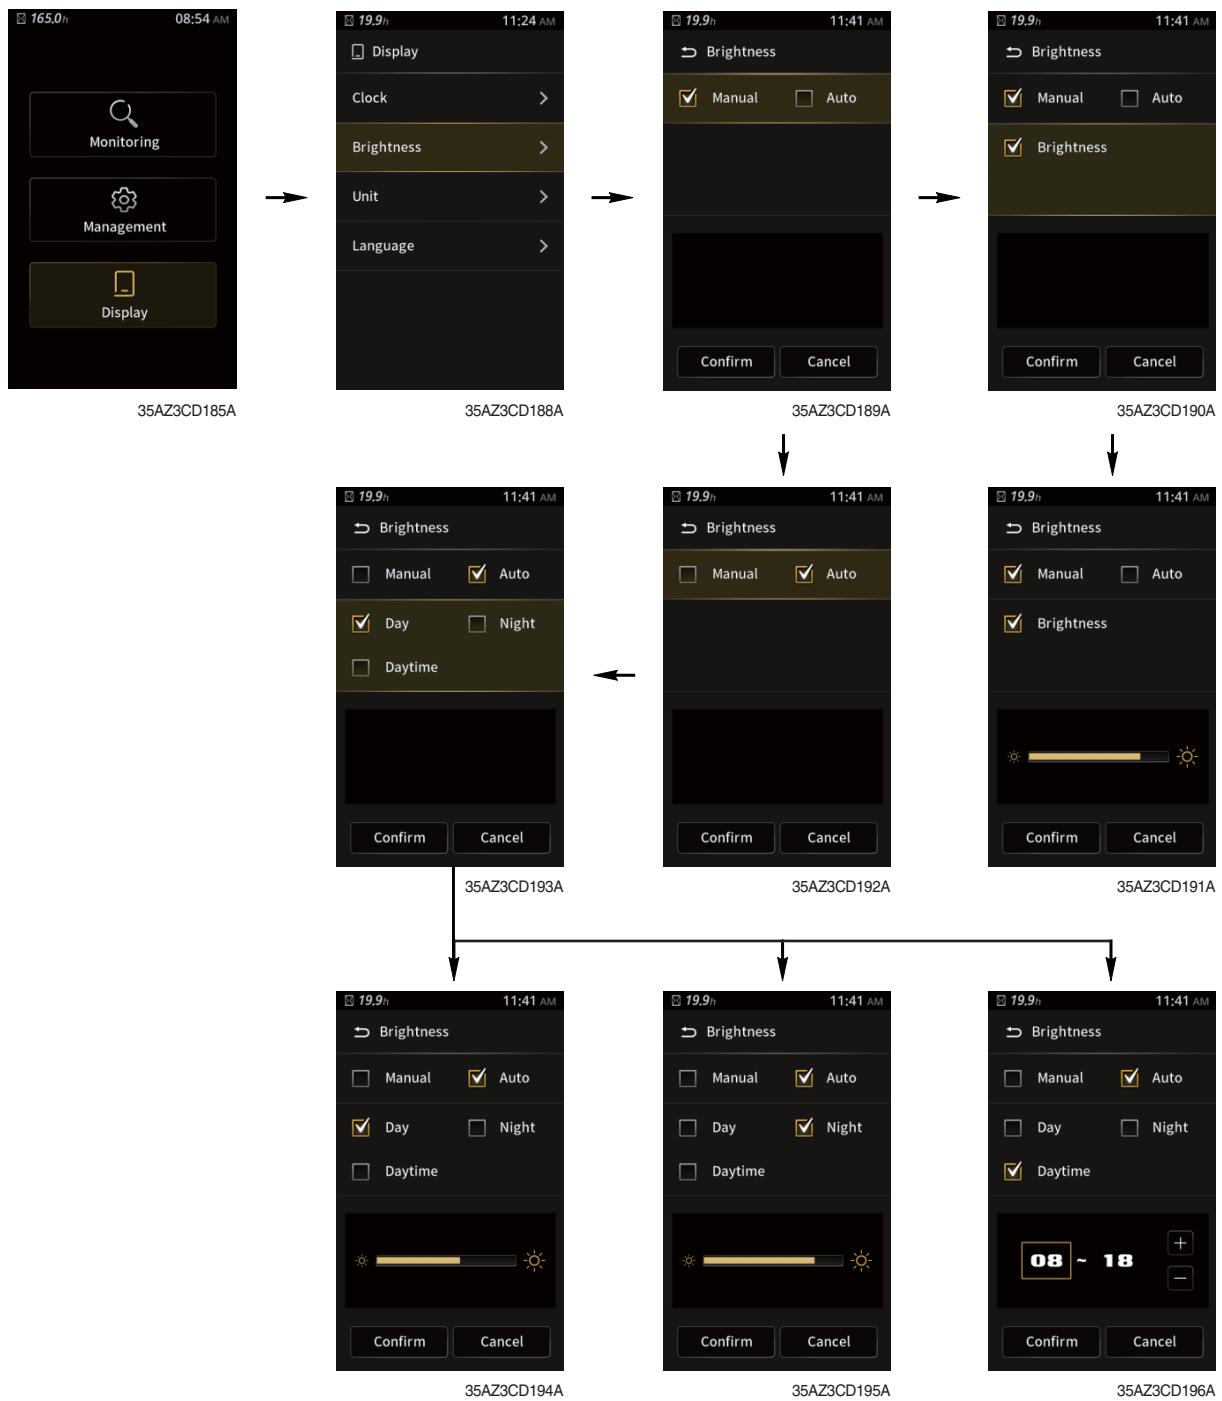 165.0h 08:54 AM
Monitoring
Management
Display
35AZ3CD185A
19.9h 11:24 AM
Display
Clock
Brightness
Unit
Language
35AZ3CD188A
19.9h 11:41 AM
Brightness
Manual Auto
Confirm Cancel
35AZ3CD189A
19.9h 11:41 AM
Brightness
Manual Auto
Brightness
Confirm Cancel
35AZ3CD190A
19.9h 11:41 AM
Brightness
Manual Auto
Day Night
Daytime
Confirm Cancel
35AZ3CD193A
19.9h 11:41 AM
Brightness
Manual Auto
Confirm Cancel
35AZ3CD192A
19.9h 11:41 AM
Brightness
Manual Auto
Brightness
Confirm Cancel
35AZ3CD191A
19.9h 11:41 AM
Brightness
Manual Auto
Day Night
Daytime
Confirm Cancel
35AZ3CD194A
19.9h 11:41 AM
Brightness
Manual Auto
Day Night
Daytime
Confirm Cancel
35AZ3CD195A
19.9h 11:41 AM
Brightness
Manual Auto
Day Night
Daytime
08 ~ 18 +
−
Confirm Cancel
35AZ3CD196A